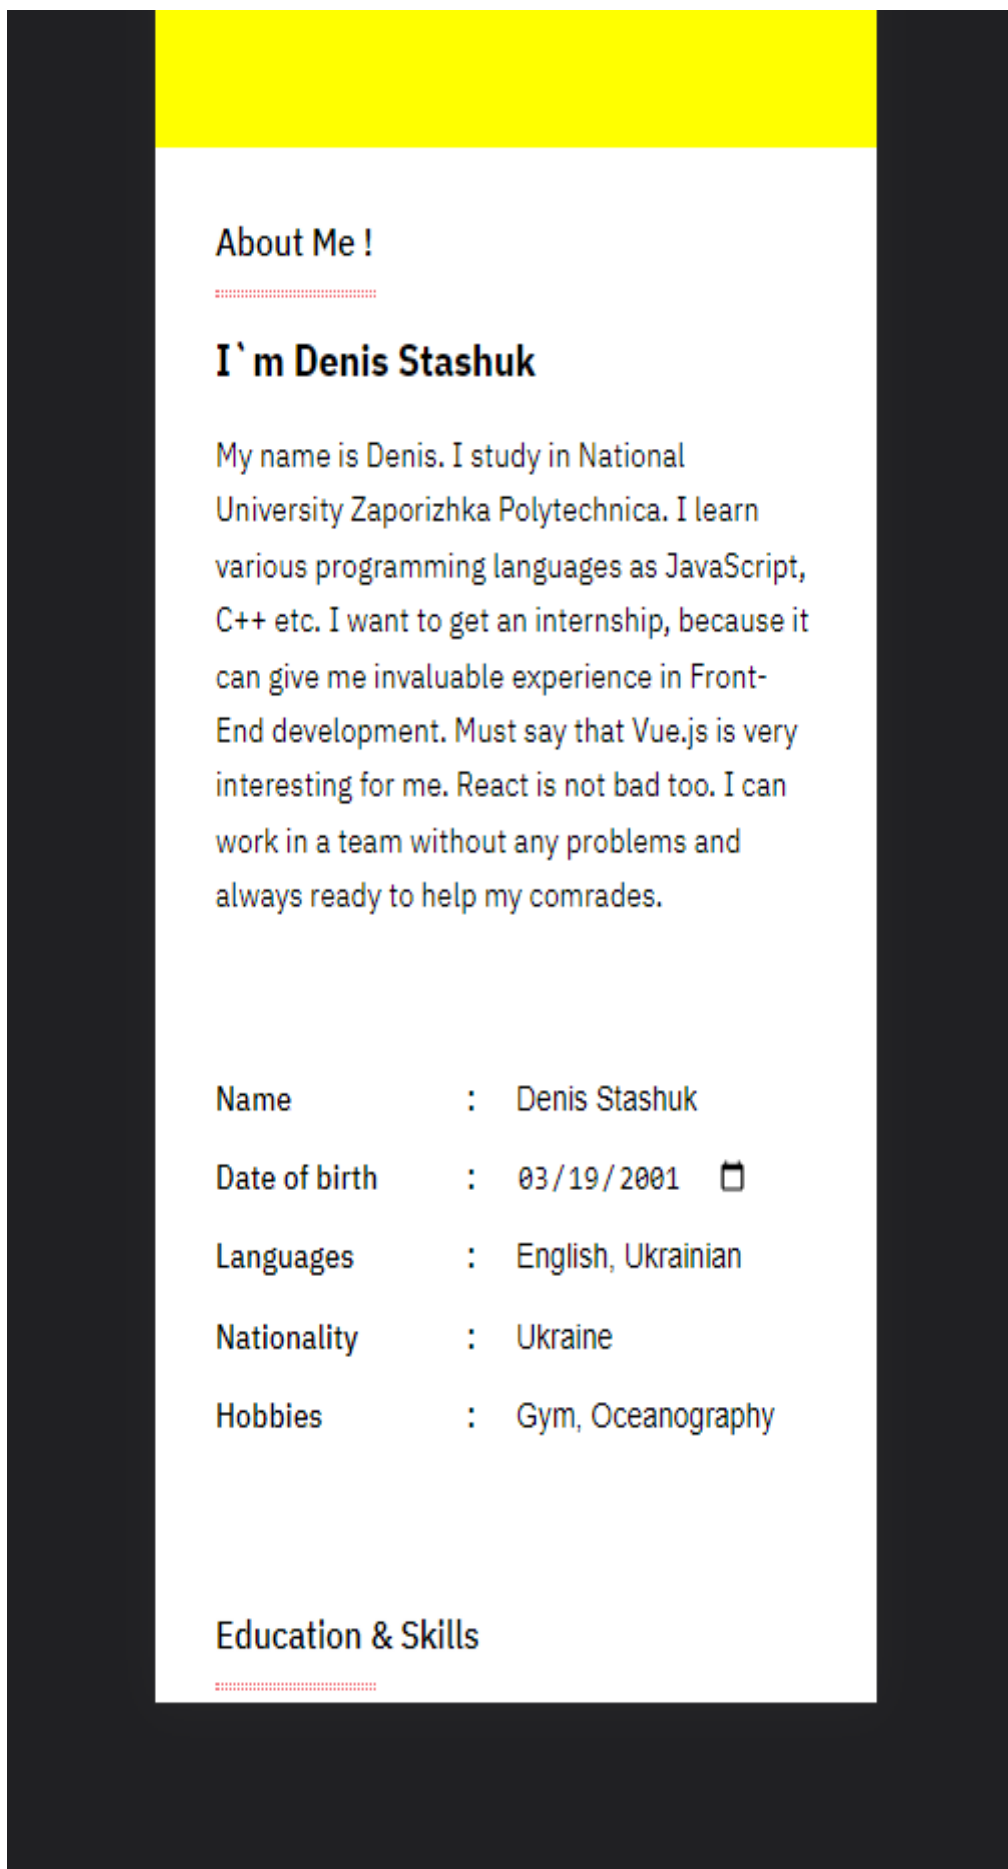 About Me !
I`m Denis Stashuk
My name is Denis. I study in National
University Zaporizhka Polytechnica. I learn
various programming languages as JavaScript,
C++ etc. I want to get an internship, because it
can give me invaluable experience in Front-
End development. Must say that Vue.js is very
interesting for me. React is not bad too. I can
work in a team without any problems and
always ready to help my comrades.
Name : Denis Stashuk
Date of birth : 03/19/2001
Languages : English, Ukrainian
Nationality : Ukraine
Hobbies : Gym, Oceanography
Education & Skills